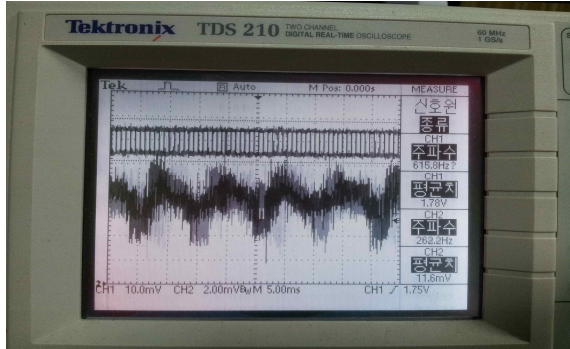 Tektronix TDS 210 TWO CHANNEL DIGITAL REAL-TIME OSCILLOSCOPE
60 MHz
1 GS/s
Tek Auto M Pos: 0.000s MEASURE
신호원
종류
CH1
주파수
615.8Hz?
CH1
평균치
1.78V
CH2
주파수
262.2Hz
CH2
평균치
11.6mV
CH1 10.0mV CH2 2.00mVBW M 5.00ms CH1 1.75V